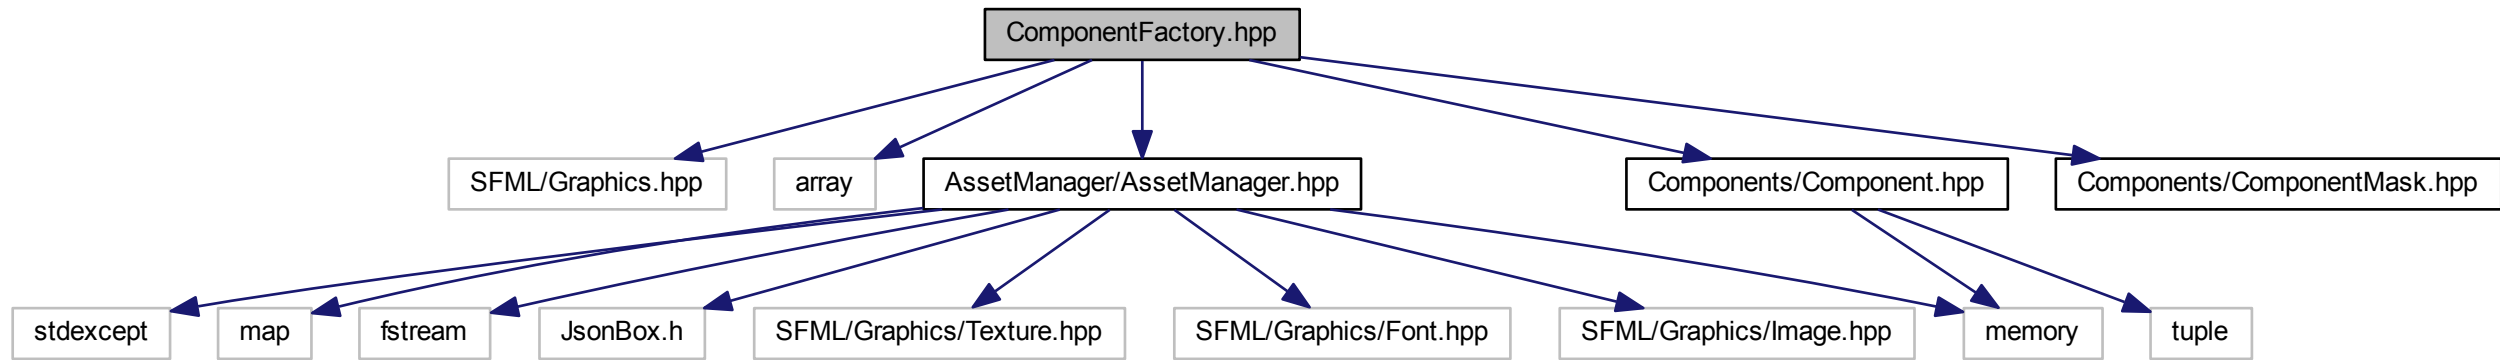 ComponentFactory.hpp
SFML/Graphics.hpp
array
AssetManager/AssetManager.hpp
Components/Component.hpp
Components/ComponentMask.hpp
stdexcept
map
fstream
JsonBox.h
SFML/Graphics/Texture.hpp
SFML/Graphics/Font.hpp
SFML/Graphics/Image.hpp
memory
tuple